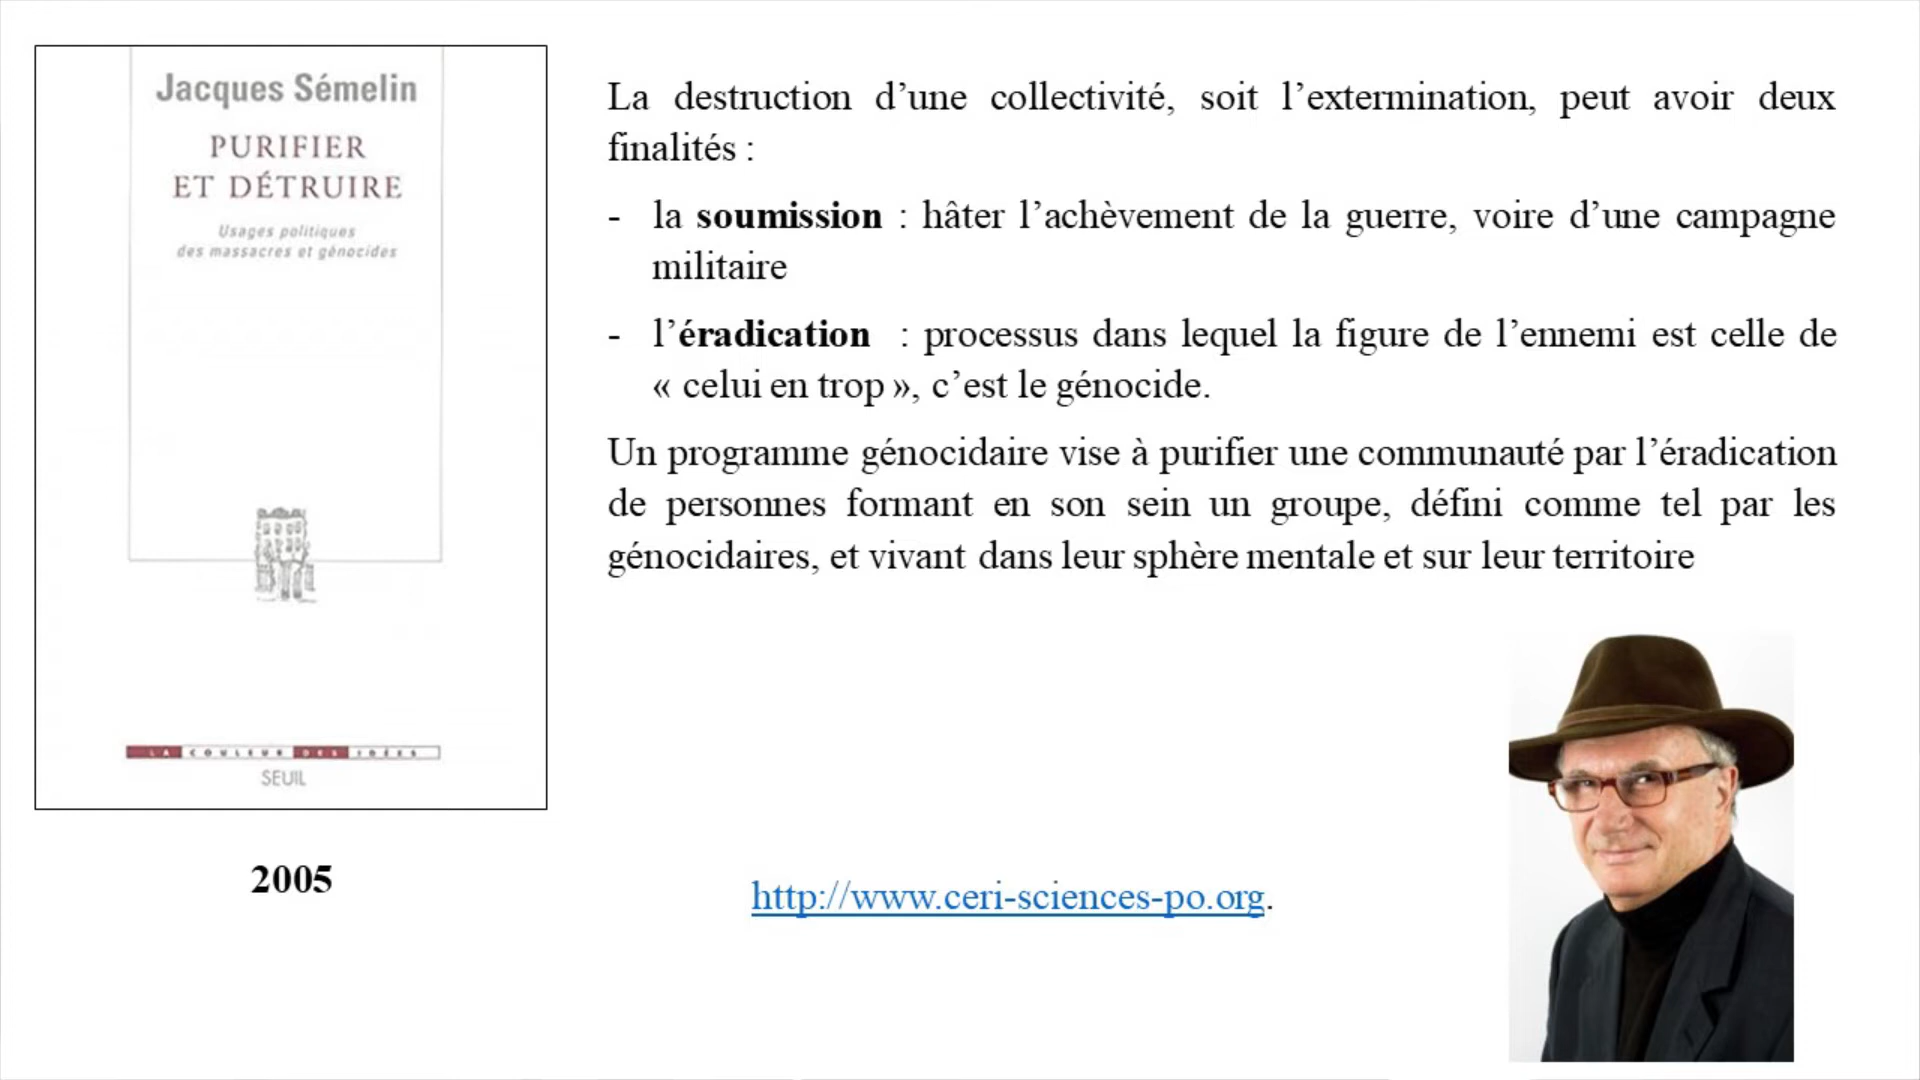 Jacques Sémelin
PURIFIER
ET DÉTRUIRE
Usages politiques
des massacres et génocides
LA COULEUR DES IDÉES
SEUIL
2005
La destruction d’une collectivité, soit l’extermination, peut avoir deux
finalités :
- la soumission : hâter l’achèvement de la guerre, voire d’une campagne
militaire
- l’éradication : processus dans lequel la figure de l’ennemi est celle de
« celui en trop », c’est le génocide.
Un programme génocidaire vise à purifier une communauté par l’éradication
de personnes formant en son sein un groupe, défini comme tel par les
génocidaires, et vivant dans leur sphère mentale et sur leur territoire
http://www.ceri-sciences-po.org.